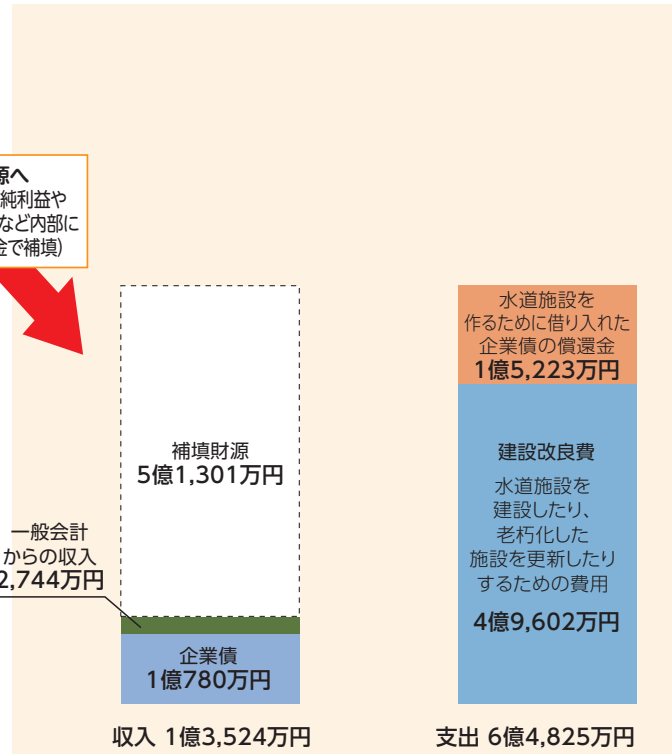 源へ
純利益や
など内部に
金で補填)
補填財源
5億1,301万円
一般会計
からの収入
2,744万円
企業債
1億780万円
収入 1億3,524万円
水道施設を
作るために借り入れた
企業債の償還金
1億5,223万円
建設改良費
水道施設を
建設したり、
老朽化した
施設を更新したり
するための費用
4億9,602万円
支出 6億4,825万円